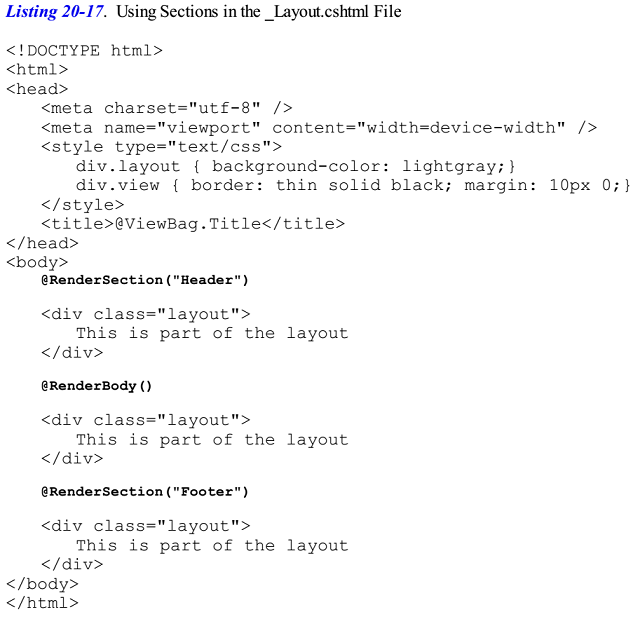 Listing 20-17. Using Sections in the _Layout.cshtml File
<!DOCTYPE html>
<html>
<head>
    <meta charset="utf-8" />
    <meta name="viewport" content="width=device-width" />
    <style type="text/css">
        div.layout { background-color: lightgray;}
        div.view { border: thin solid black; margin: 10px 0;}
    </style>
    <title>@ViewBag.Title</title>
</head>
<body>
    @RenderSection("Header")
    <div class="layout">
        This is part of the layout
    </div>
    @RenderBody()
    <div class="layout">
        This is part of the layout
    </div>
    @RenderSection("Footer")
    <div class="layout">
        This is part of the layout
    </div>
</body>
</html>